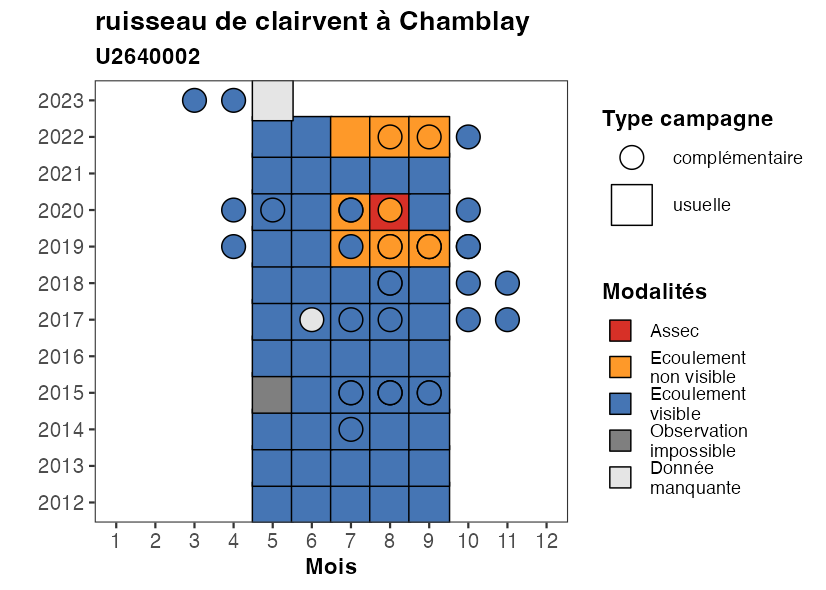 ruisseau de clairvent à Chamblay
U2640002
2023
2022
2021
2020
2019
2018
2017
2016
2015
2014
2013
2012
1 2 3 4 5 6 7 8 9 10 11 12
Mois
Type campagne
complémentaire
usuelle
Modalités
Assec
Ecoulement
non visible
Ecoulement
visible
Observation
impossible
Donnée
manquante